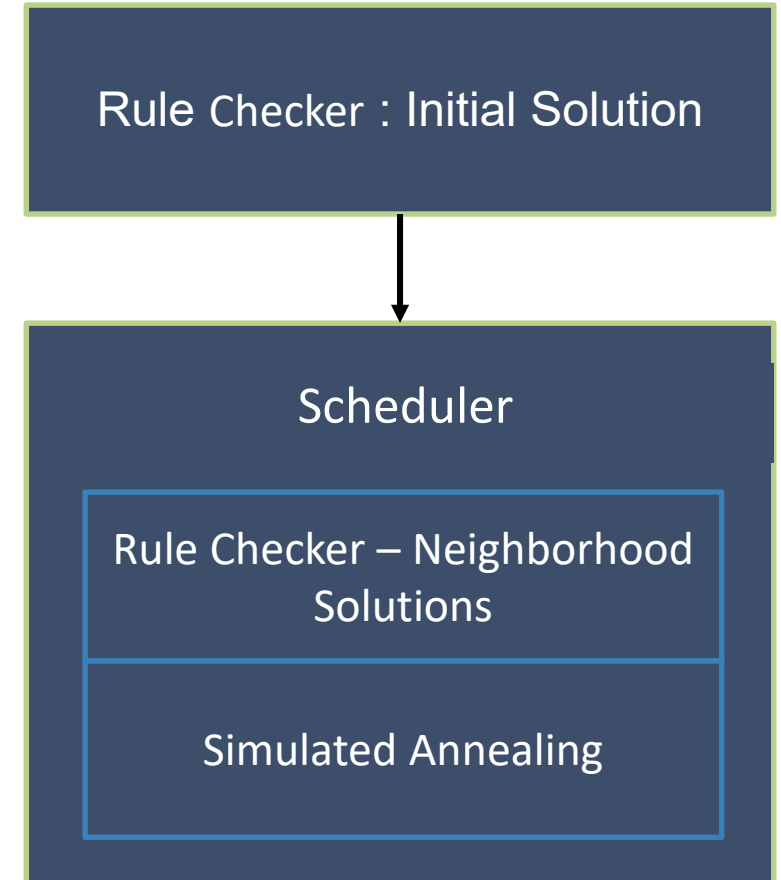 Rule Checker : Initial Solution
Scheduler
Rule Checker – Neighborhood
Solutions
Simulated Annealing